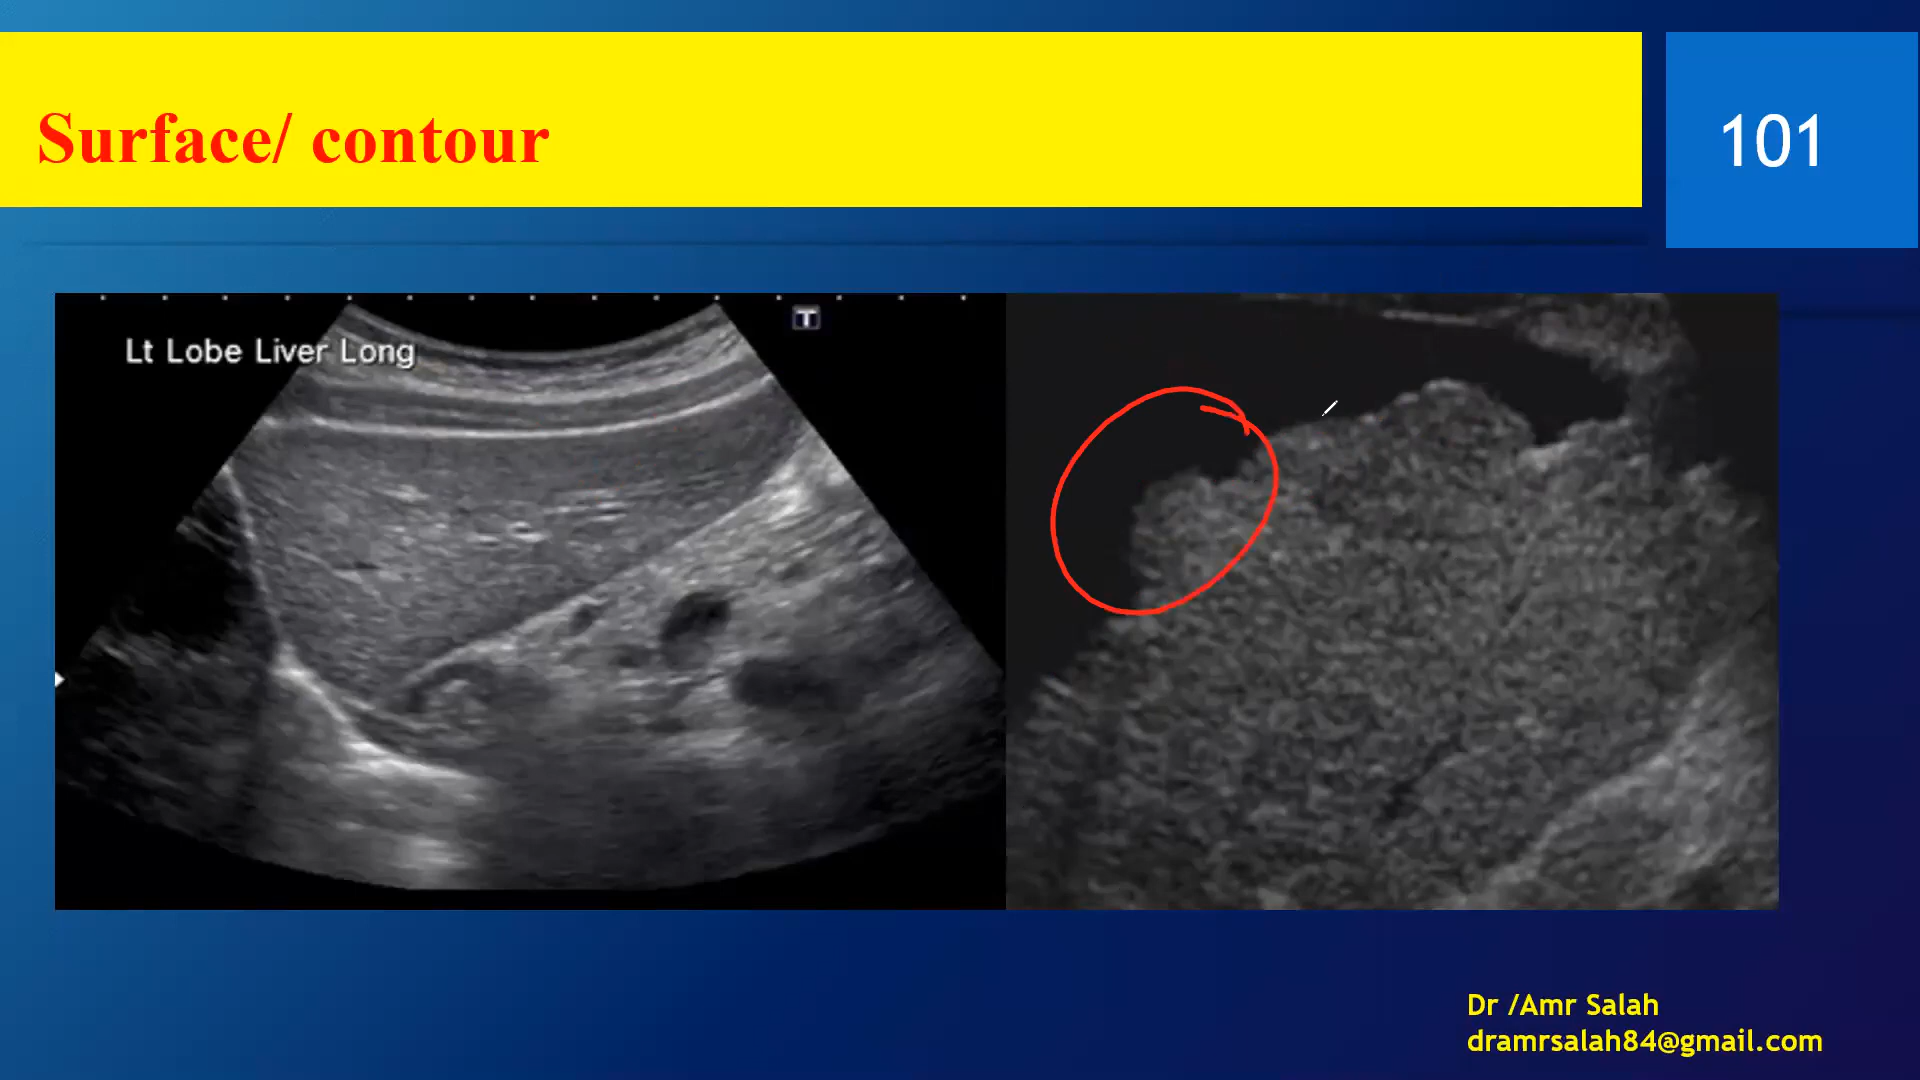 Surface/ contour
101
T
Lt Lobe Liver Long
Dr /Amr Salah
dramrsalah84@gmail.com